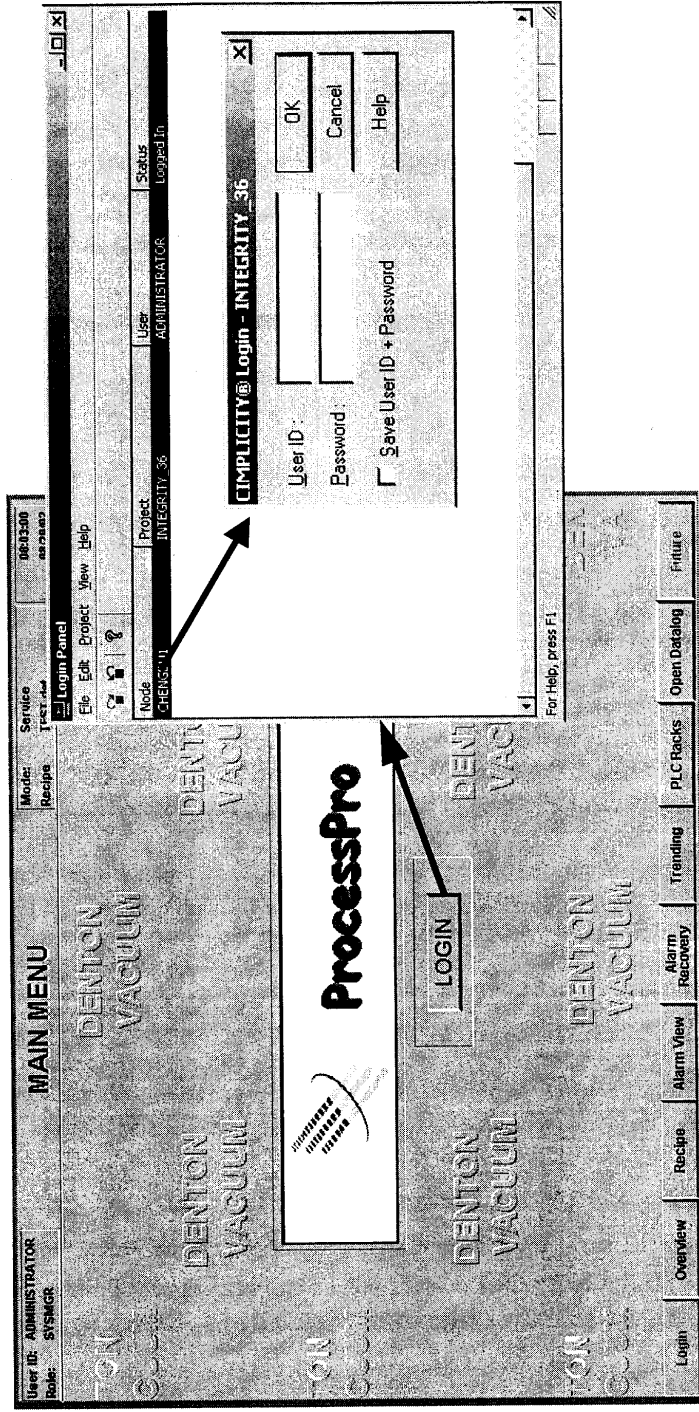 User ID: ADMINISTRATOR
Role: SYSMGR
MAIN MENU
Mode: Service
Recipe
08:03:00
DENTON
VACUUM
DENTON
VACUUM
ProcessPro
LOGIN
DENTON
VACUUM
DENTON
VACUUM
Login
Overview
Recipe
Alarm View
Alarm
Recovery
Trending
PLC Racks
Open Datalog
Future
Login Panel
File Edit Project View Help
Node Project User Status
INTEGRITY_36 ADMINISTRATOR Logged In
For Help, press F1
CIMPLICITY® Login - INTEGRITY_36
User ID :
Password :
Save User ID + Password
OK
Cancel
Help